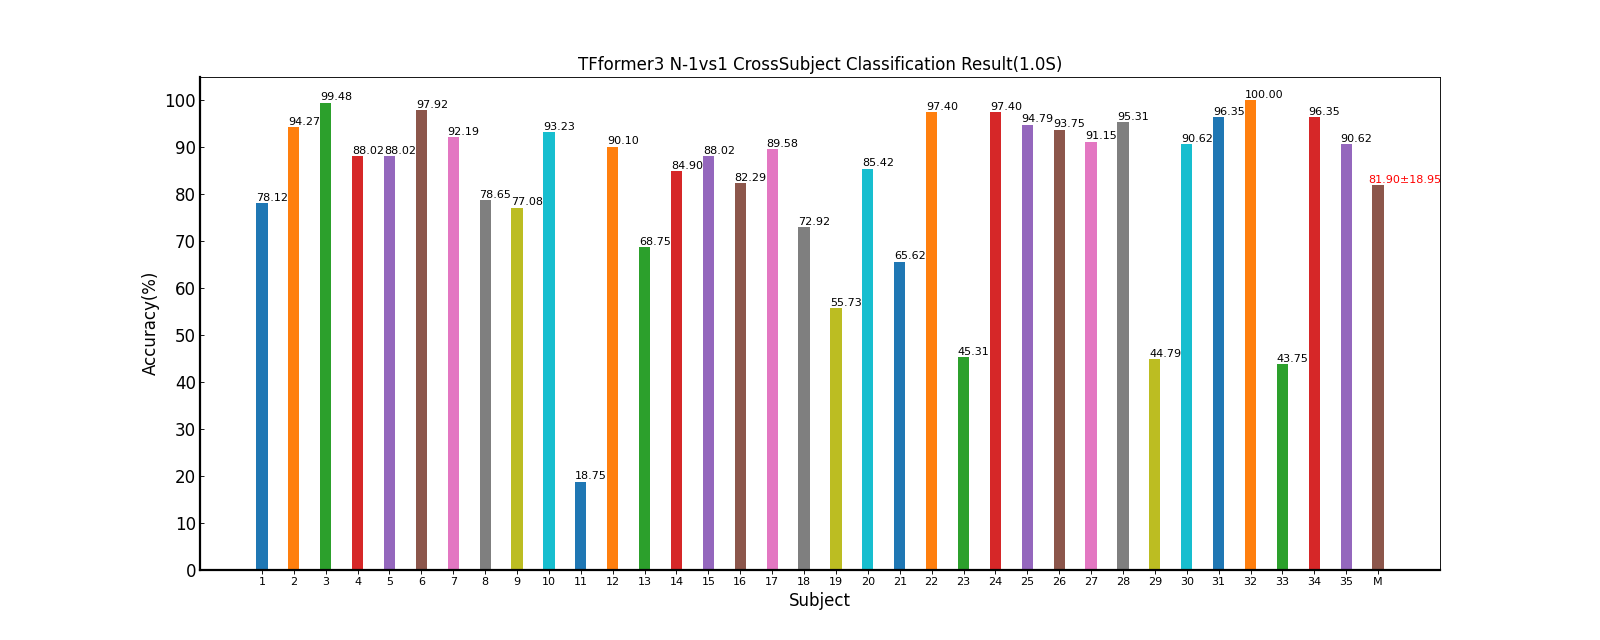 TFformer3 N-1vs1 CrossSubject Classification Result(1.0S)
Accuracy(%)
100
90
80
70
60
50
40
30
20
10
0
78.12 94.27 99.48 88.02 88.02 97.92 92.19 78.65 77.08 93.23 18.75 90.10 68.75 84.90 88.02 82.29 89.58 72.92 55.73 85.42 65.62 97.40 45.31 97.40 94.79 93.75 91.15 95.31 44.79 90.62 96.35 100.00 43.75 96.35 90.62 81.90±18.95
1 2 3 4 5 6 7 8 9 10 11 12 13 14 15 16 17 18 19 20 21 22 23 24 25 26 27 28 29 30 31 32 33 34 35 M
Subject